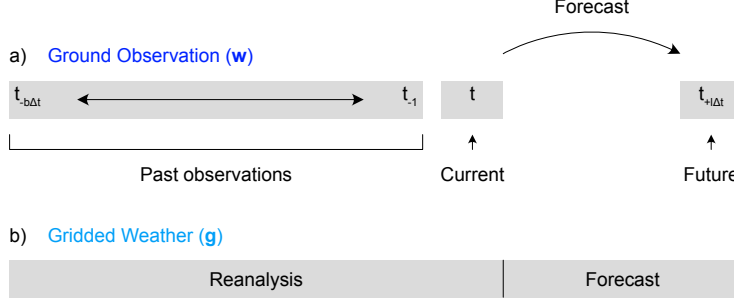 Forecast
a) Ground Observation (w)
t-bΔt t-1 t t+lΔt
Past observations Current Future
b) Gridded Weather (g)
Reanalysis Forecast